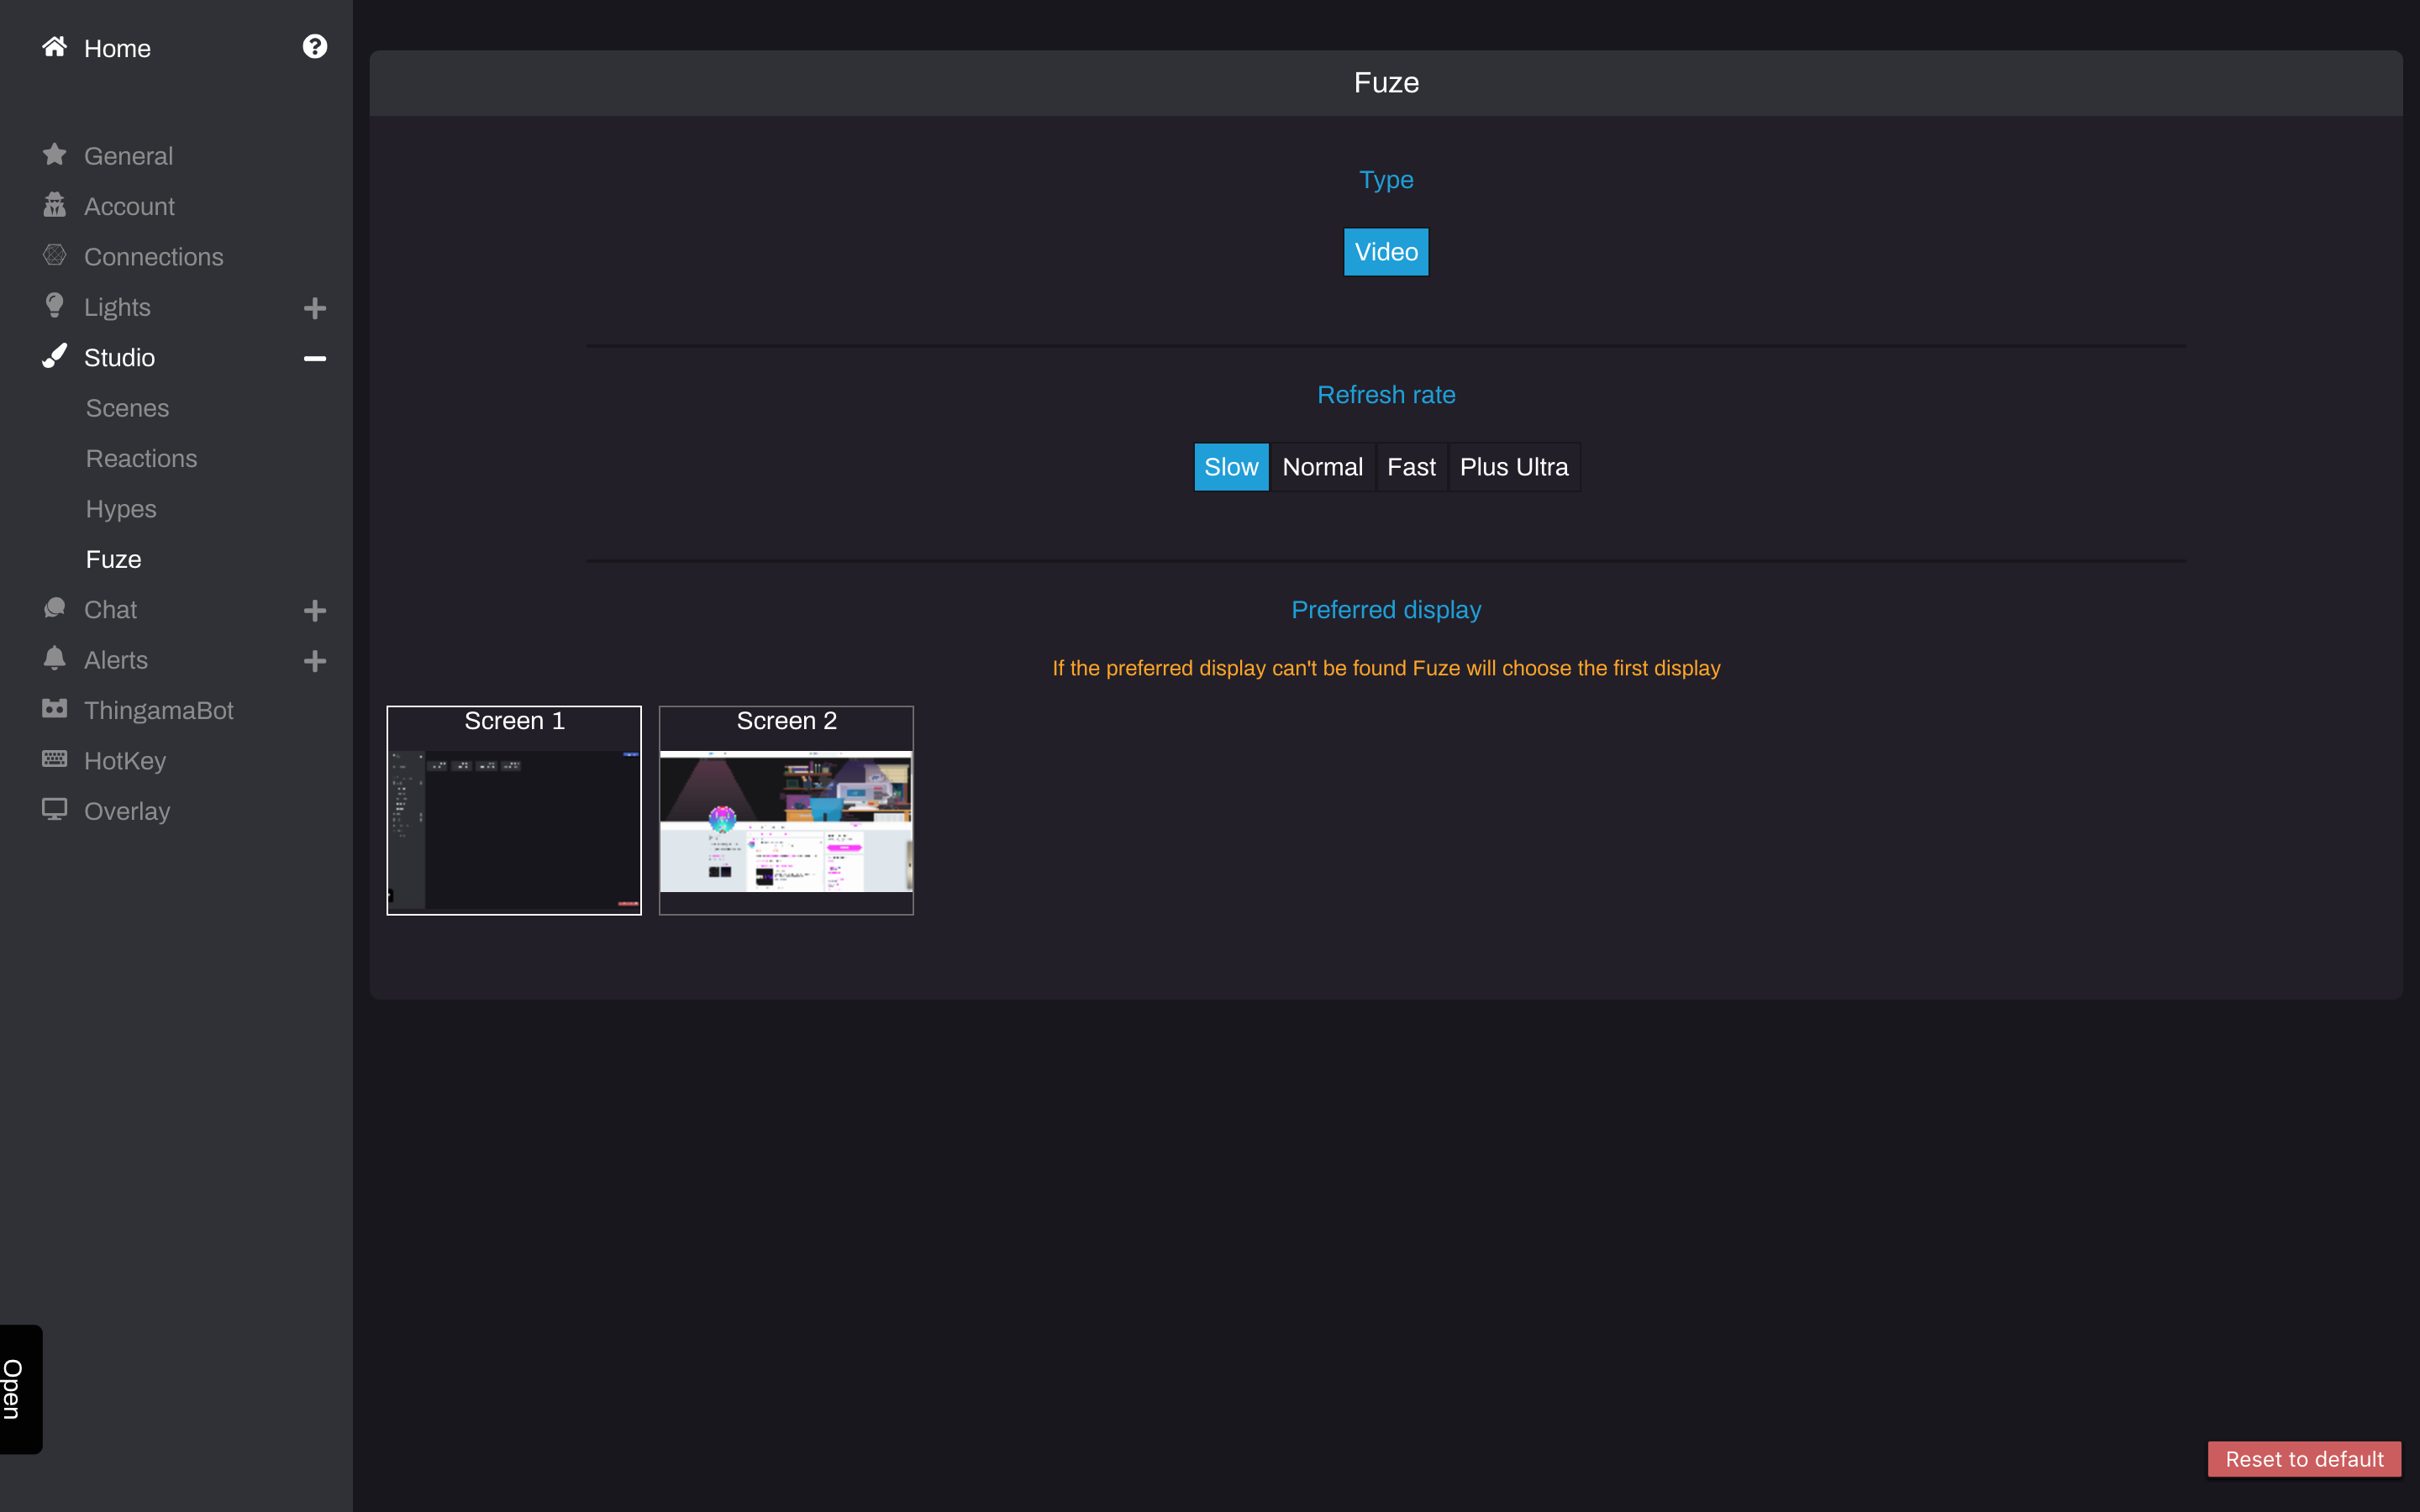 Home
General
Account
Connections
Lights
Studio
Scenes
Reactions
Hypes
Fuze
Chat
Alerts
ThingamaBot
HotKey
Overlay
Open
Fuze
Type
Video
Refresh rate
Slow Normal Fast Plus Ultra
Preferred display
If the preferred display can't be found Fuze will choose the first display
Screen 1 Screen 2
Reset to default